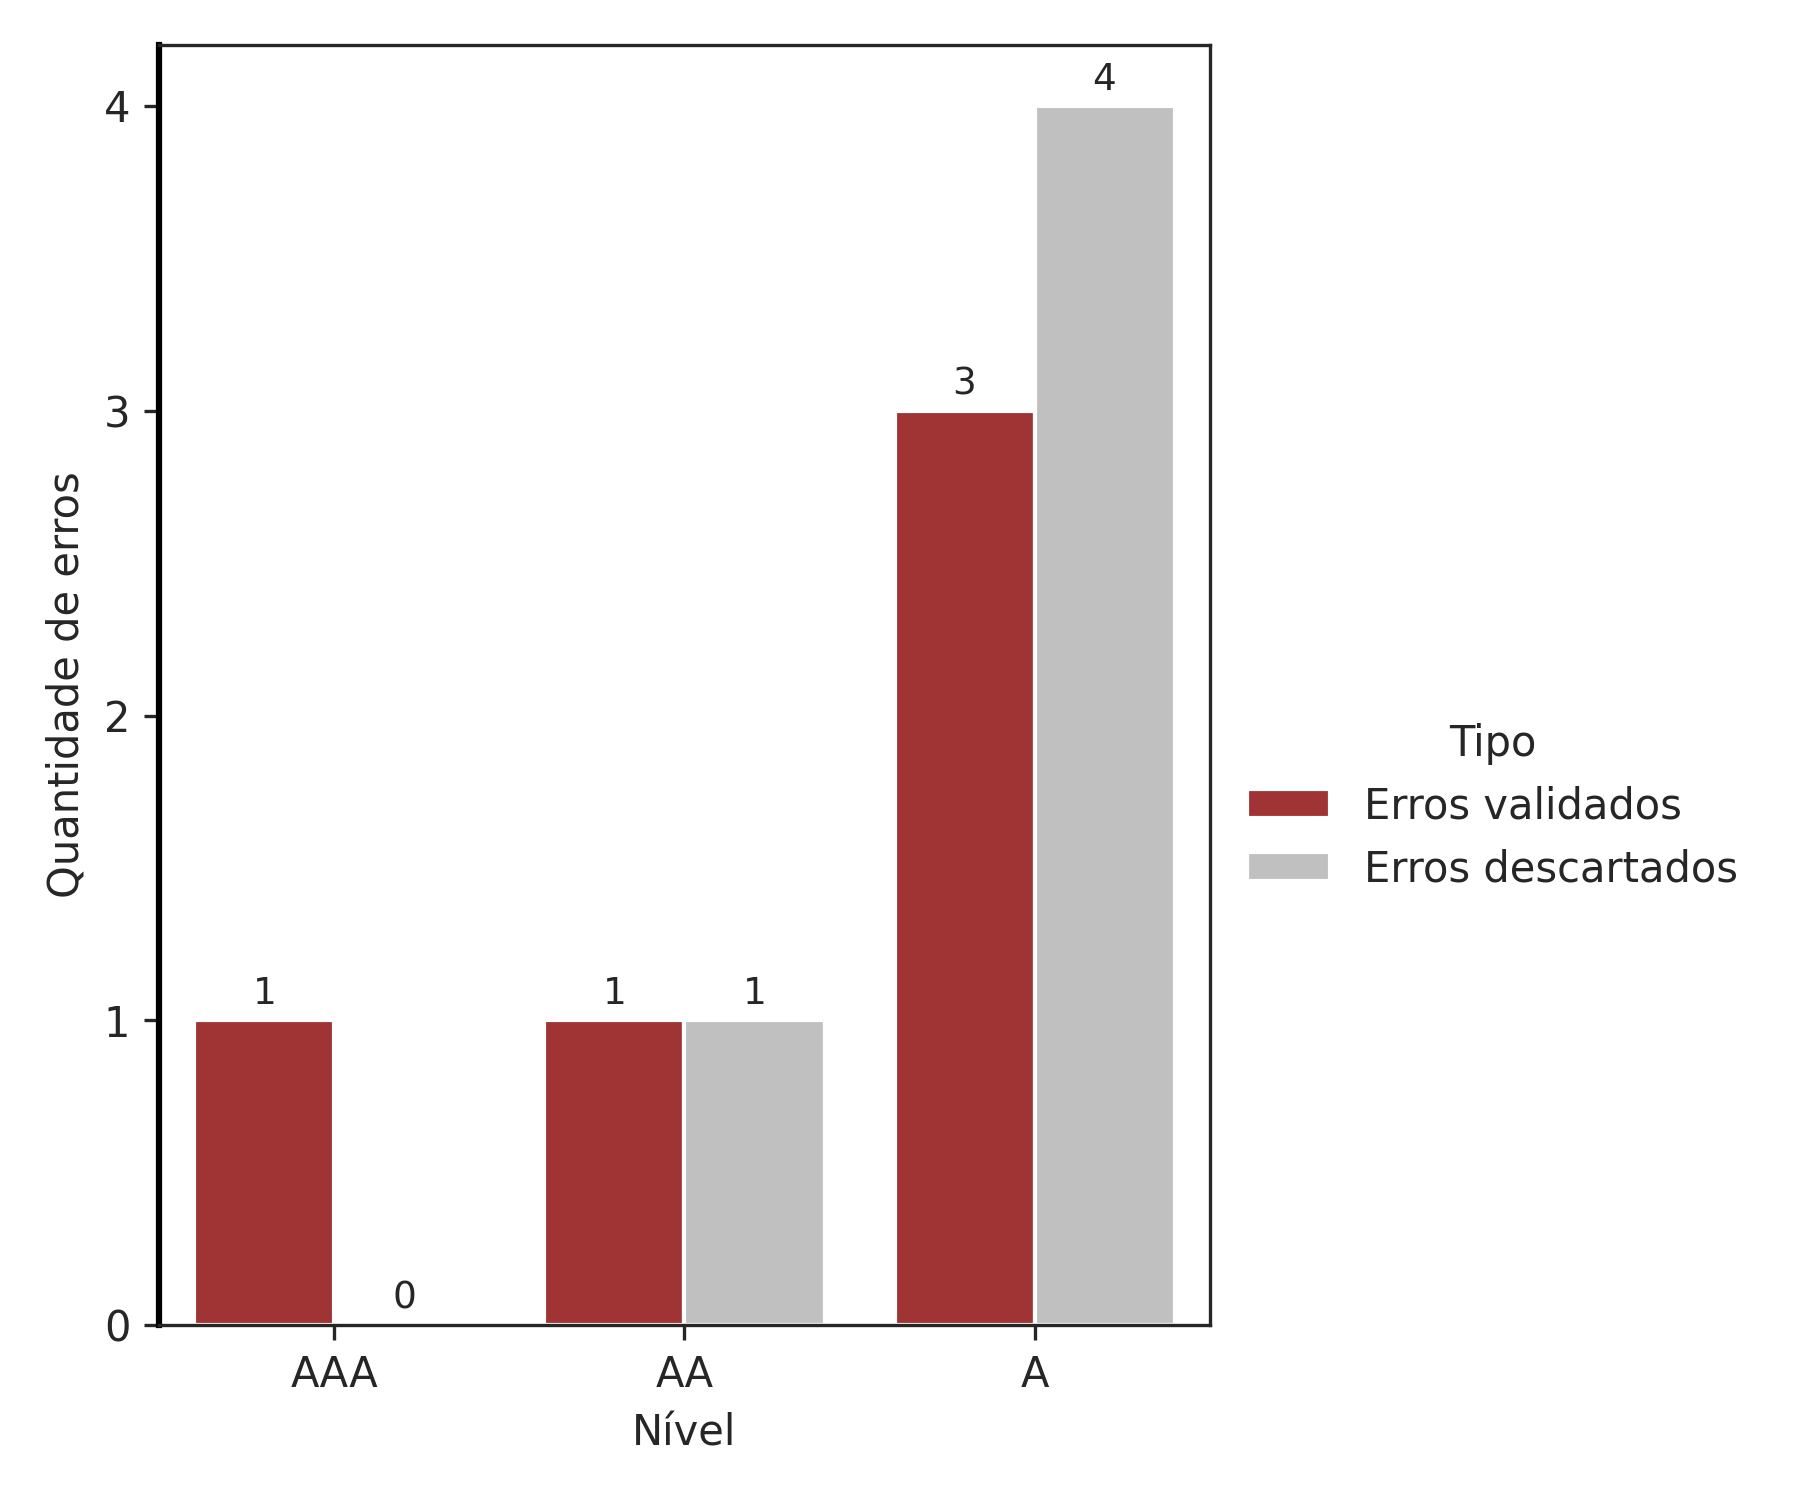 4
4
3
3
2
Quantidade de erros
Tipo
Erros validados
Erros descartados
1
1
1
1
0
0
AAA
AA
A
Nível